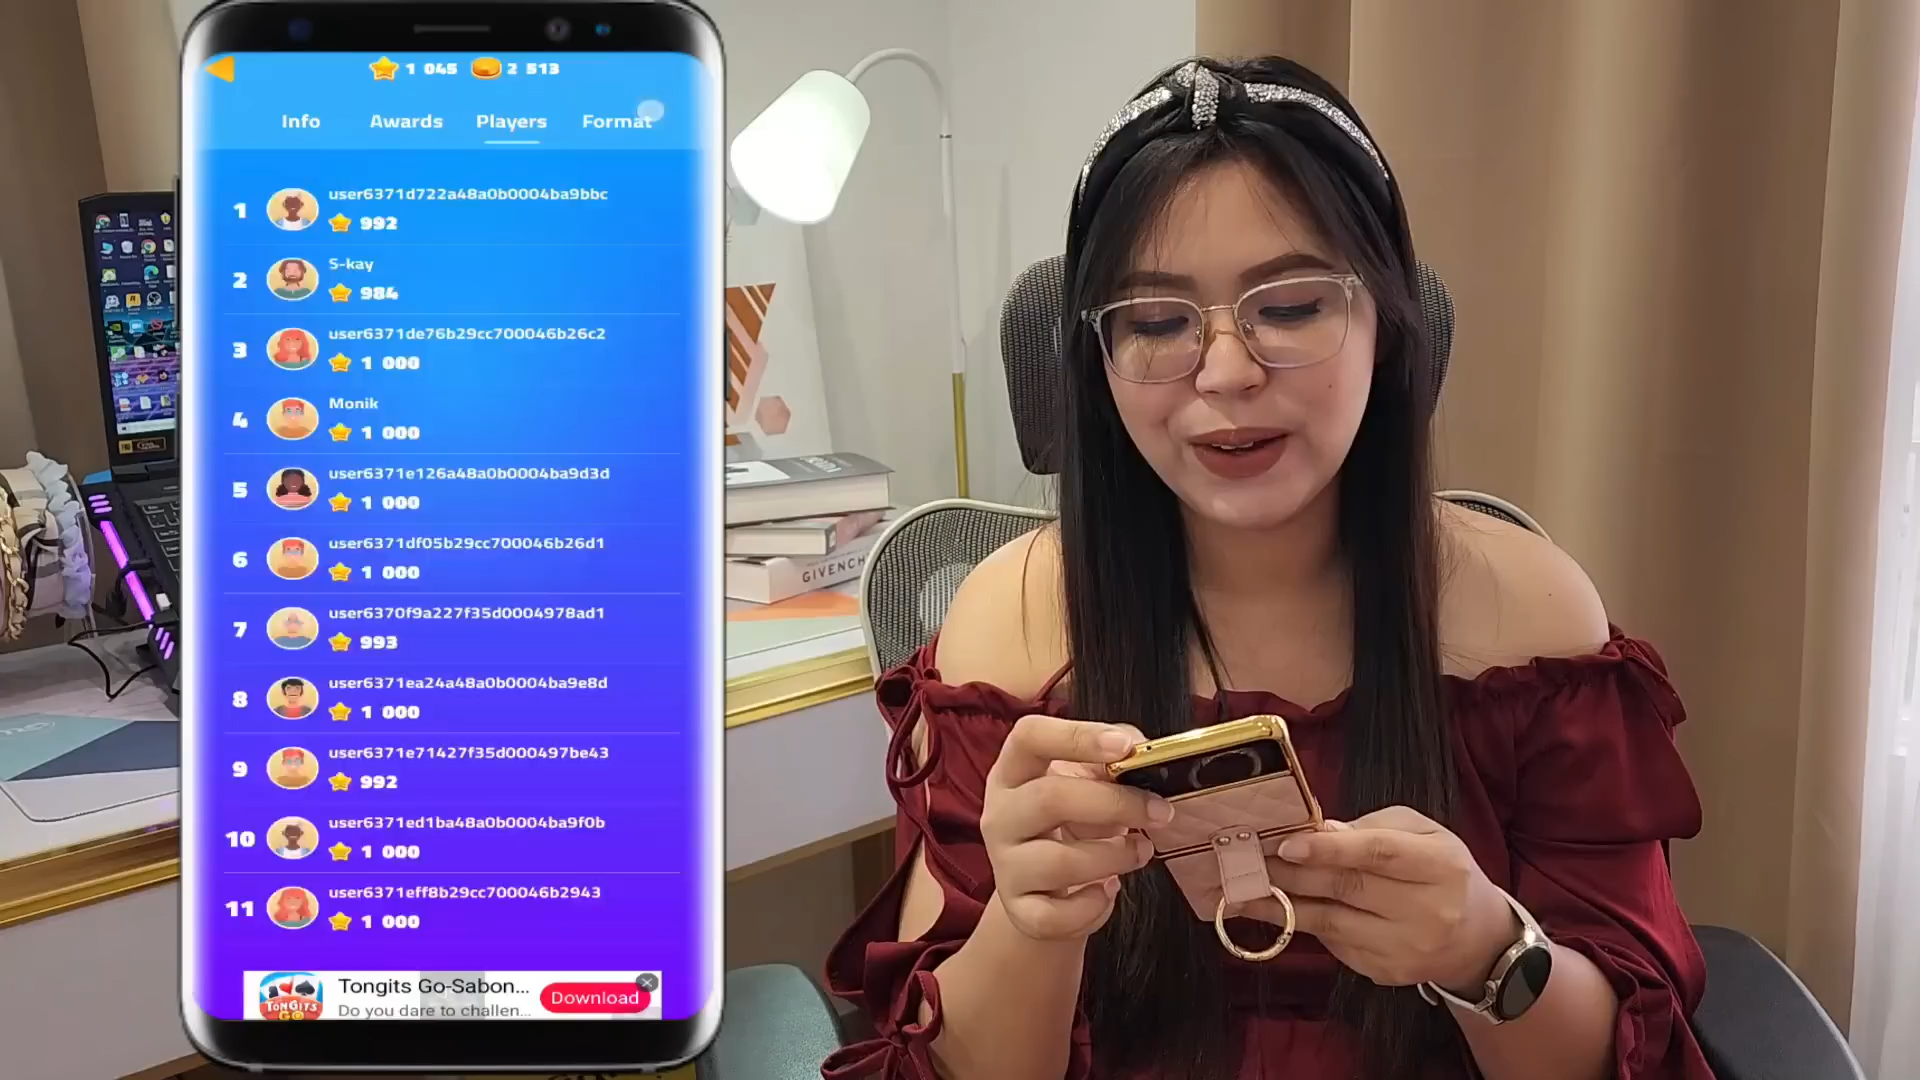 1 045 2 513
Info Awards Players Format
1 user6371d722a48a0b0004ba9bbc
992
2 S-kay
984
3 user6371de76b29cc700046b26c2
1 000
4 Monik
1 000
5 user6371e126a48a0b0004ba9d3d
1 000
6 user6371df05b29cc700046b26d1
1 000
7 user6370f9a227f35d0004978ad1
993
8 user6371ea24a48a0b0004ba9e8d
1 000
9 user6371e71427f35d000497be43
992
10 user6371ed1ba48a0b0004ba9f0b
1 000
11 user6371eff8b29cc700046b2943
1 000
TONGITS GO
Tongits Go-Sabon...
Do you dare to challen...
Download
GIVENCH